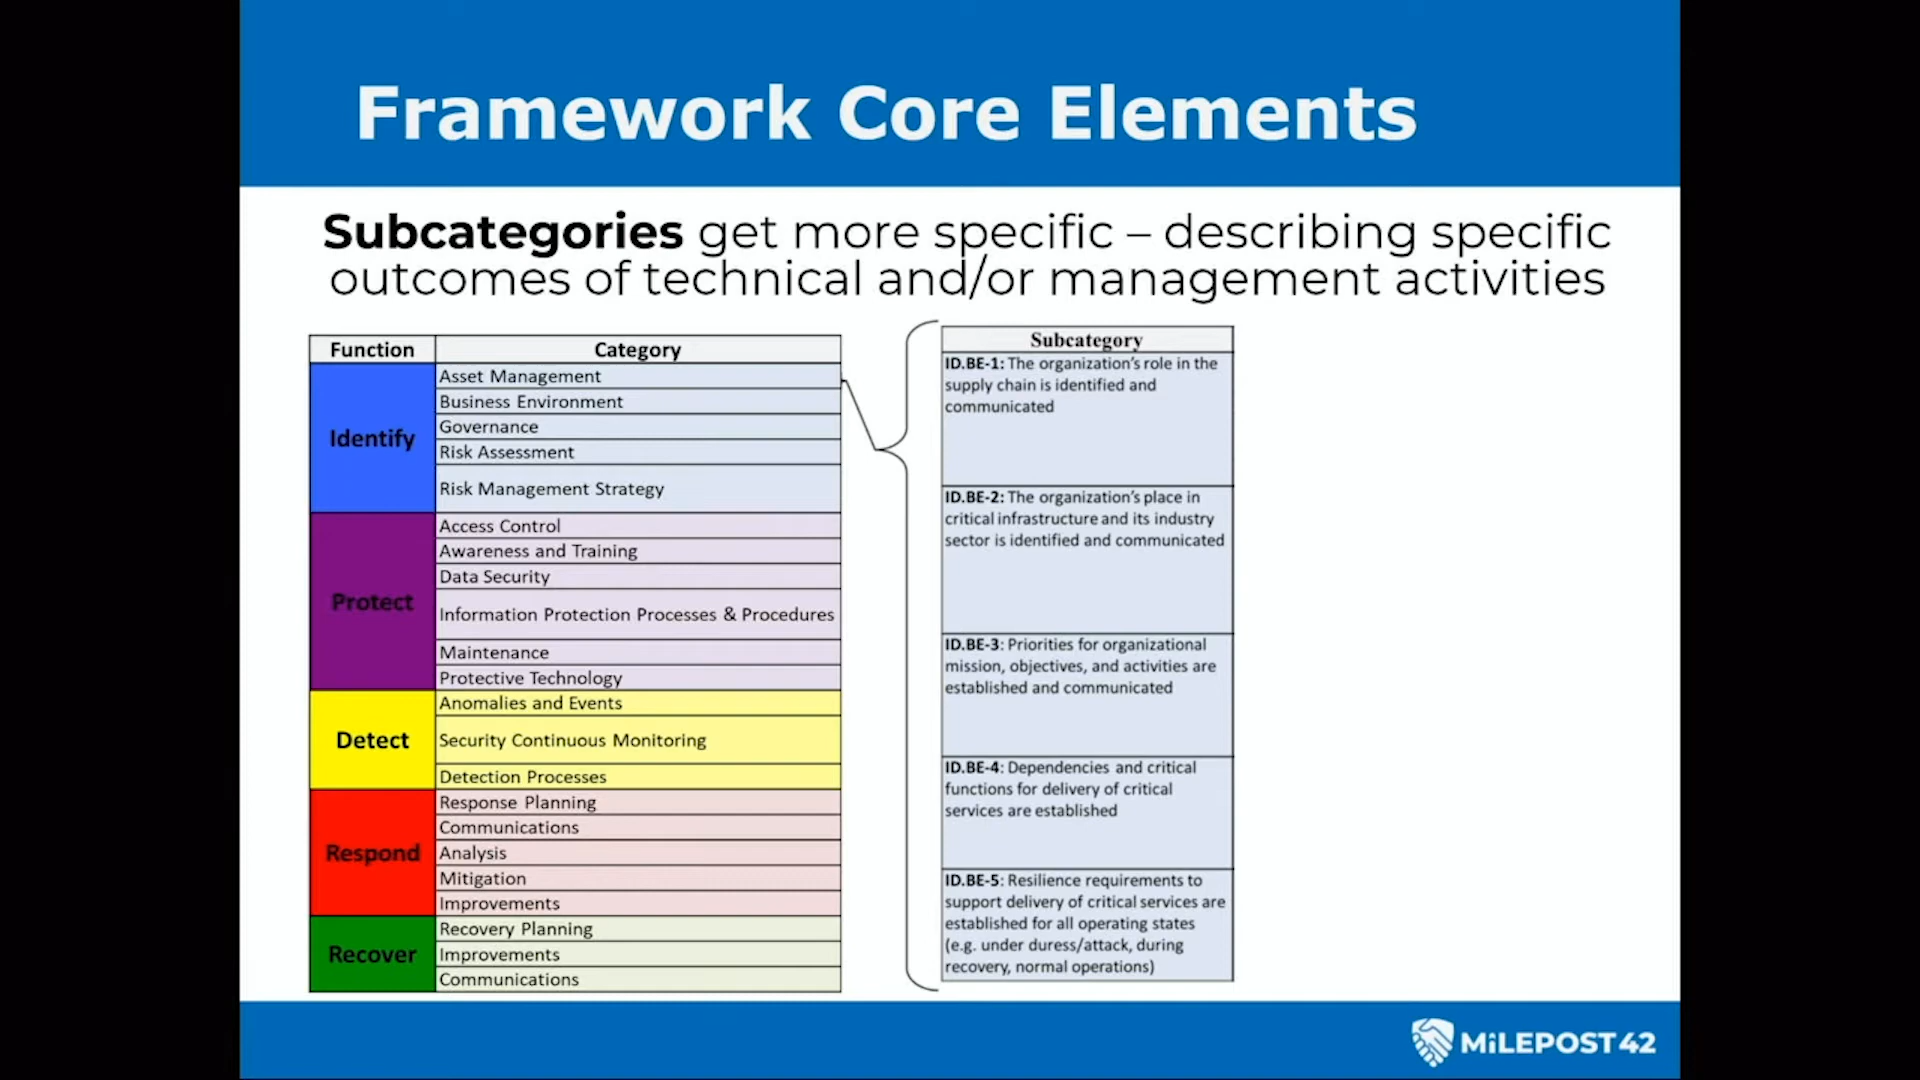 Framework Core Elements
Subcategories get more specific – describing specific
outcomes of technical and/or management activities
Function Category
Identify
Asset Management
Business Environment
Governance
Risk Assessment
Risk Management Strategy
Protect
Access Control
Awareness and Training
Data Security
Information Protection Processes & Procedures
Maintenance
Protective Technology
Detect
Anomalies and Events
Security Continuous Monitoring
Detection Processes
Respond
Response Planning
Communications
Analysis
Mitigation
Improvements
Recover
Recovery Planning
Improvements
Communications
Subcategory
ID.BE-1: The organization's role in the
supply chain is identified and
communicated
ID.BE-2: The organization's place in
critical infrastructure and its industry
sector is identified and communicated
ID.BE-3: Priorities for organizational
mission, objectives, and activities are
established and communicated
ID.BE-4: Dependencies and critical
functions for delivery of critical
services are established
ID.BE-5: Resilience requirements to
support delivery of critical services are
established for all operating states
(e.g. under duress/attack, during
recovery, normal operations)
MiLEPOST 42